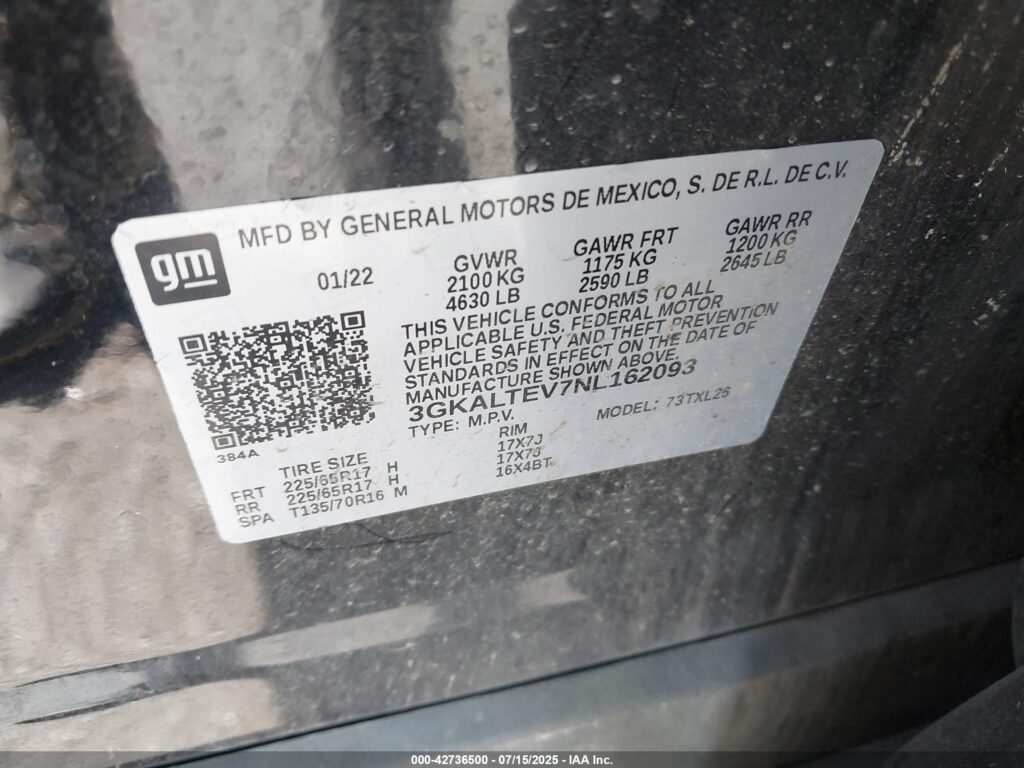 MFD BY GENERAL MOTORS DE MEXICO, S. DE R.L. DE C.V.
gm
01/22
GVWR
2100 KG
4630 LB
GAWR FRT
1175 KG
2590 LB
GAWR RR
1200 KG
2645 LB
THIS VEHICLE CONFORMS TO ALL
APPLICABLE U.S. FEDERAL MOTOR
VEHICLE SAFETY AND THEFT PREVENTION
STANDARDS IN EFFECT ON THE DATE OF
MANUFACTURE SHOWN ABOVE.
3GKALTEV7NL162093
TYPE: M.P.V. MODEL: 73TXL26
384A
TIRE SIZE RIM
FRT 225/65R17 H 17X7J
RR 225/65R17 H 17X7J
SPA T135/70R16 M 16X4BT
000-42736500 - 07/15/2025 - IAA Inc.